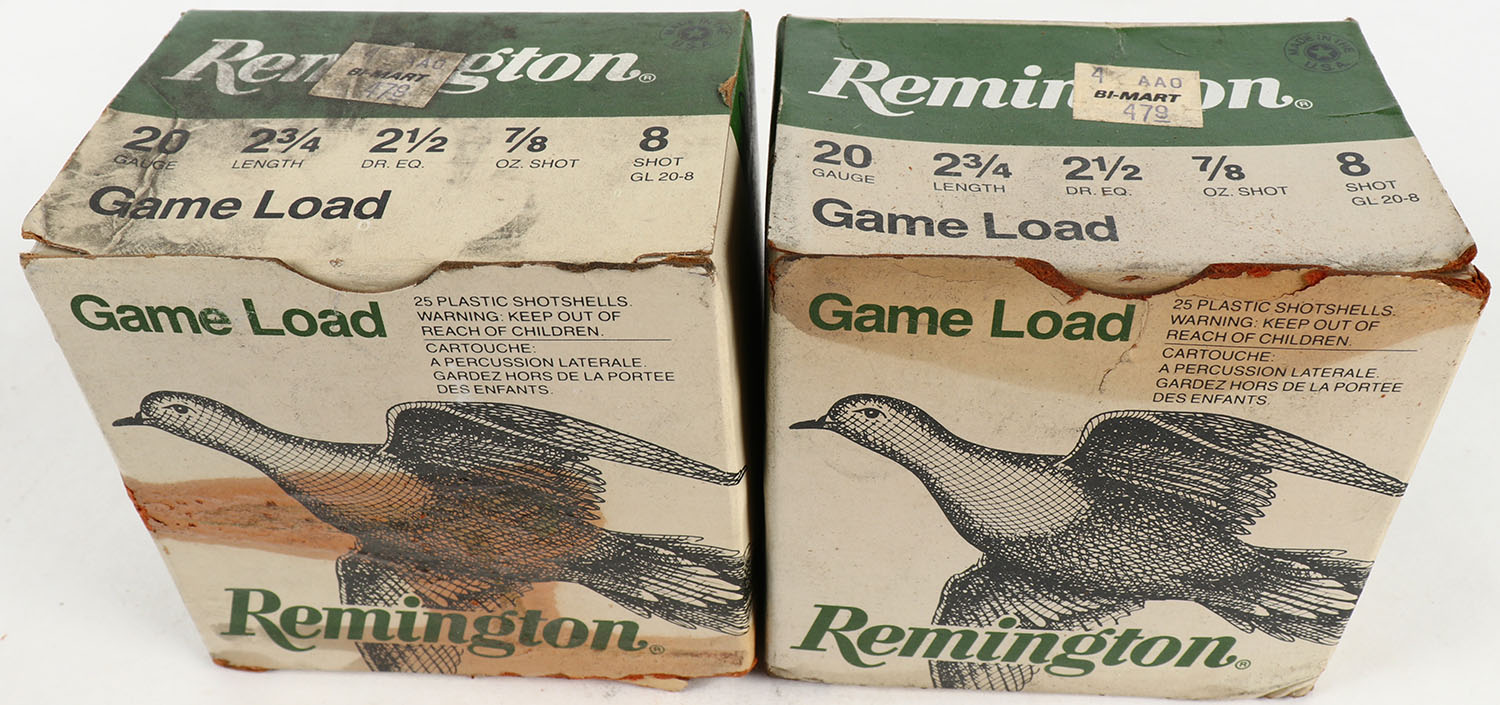 Remington®
MADE IN THE U.S.A.
BI-MART
479
20 2¾ 2½ ⅞ 8
GAUGE LENGTH DR. EQ. OZ. SHOT SHOT
GL 20-8
Game Load
Game Load
25 PLASTIC SHOTSHELLS.
WARNING: KEEP OUT OF
REACH OF CHILDREN.
CARTOUCHE:
A PERCUSSION LATERALE.
GARDEZ HORS DE LA PORTEE
DES ENFANTS.
Remington®
Remington®
MADE IN THE U.S.A.
4 AAO
BI-MART
479
20 2¾ 2½ ⅞ 8
GAUGE LENGTH DR. EQ. OZ. SHOT SHOT
GL 20-8
Game Load
Game Load
25 PLASTIC SHOTSHELLS.
WARNING: KEEP OUT OF
REACH OF CHILDREN.
CARTOUCHE:
A PERCUSSION LATERALE.
GARDEZ HORS DE LA PORTEE
DES ENFANTS.
Remington®